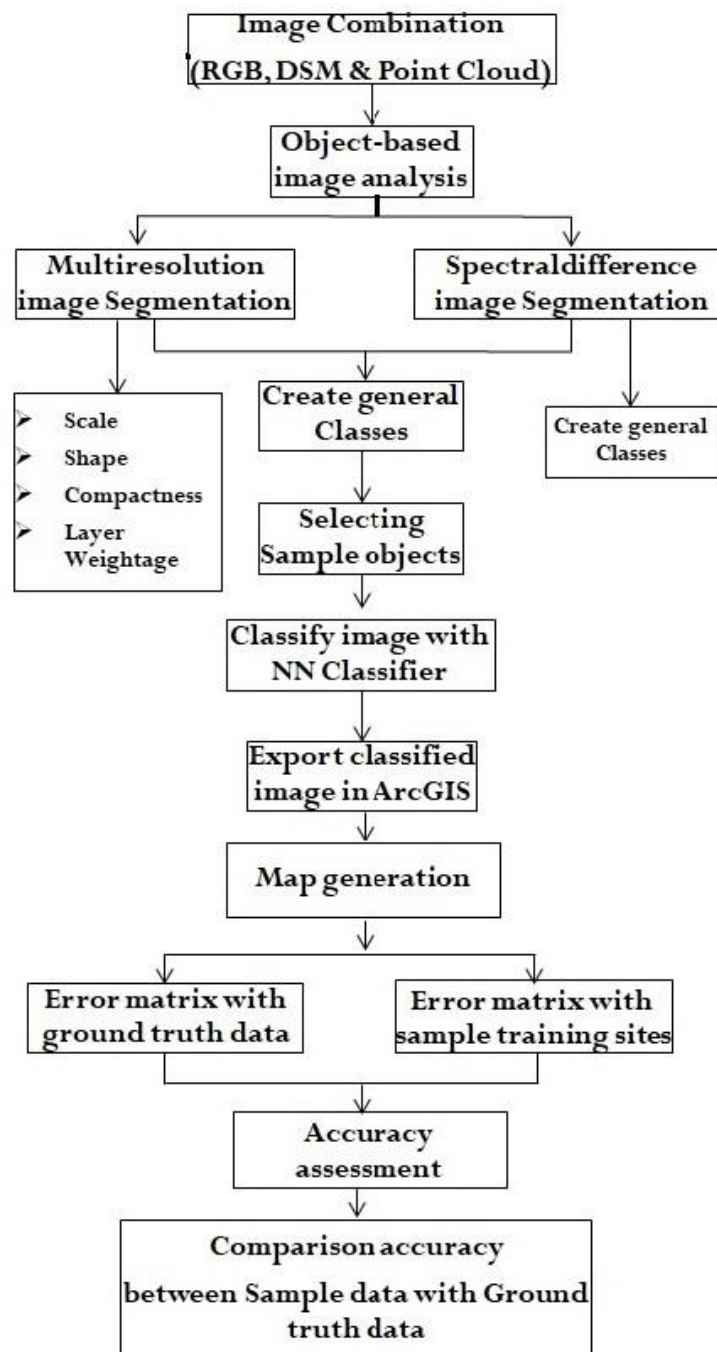 Image Combination
(RGB, DSM & Point Cloud)
Object-based
image analysis
Multiresolution
image Segmentation
Spectraldifference
image Segmentation
Scale
Shape
Compactness
Layer
Weightage
Create general
Classes
Create general
Classes
Selecting
Sample objects
Classify image with
NN Classifier
Export classified
image in ArcGIS
Map generation
Error matrix with
ground truth data
Error matrix with
sample training sites
Accuracy
assessment
Comparison accuracy
between Sample data with Ground
truth data